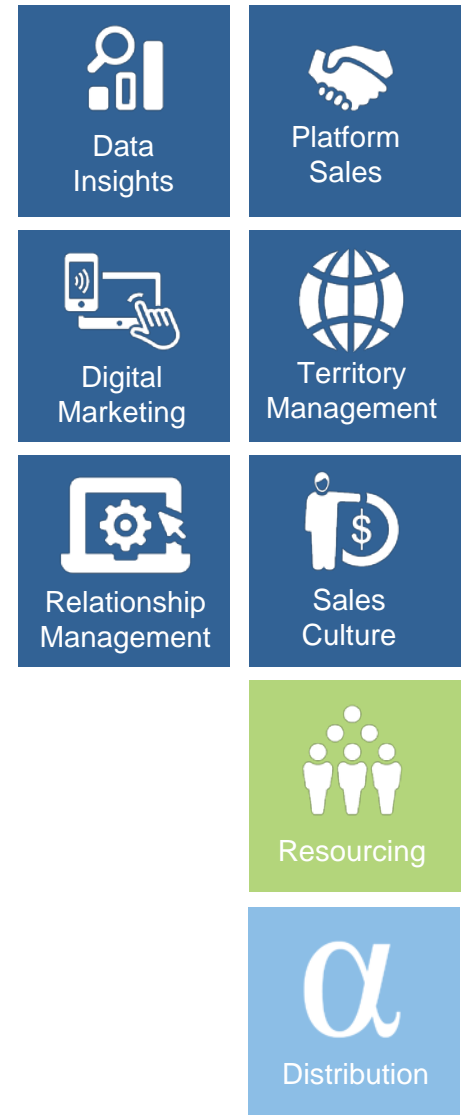 Data
Insights
Platform
Sales
Digital
Marketing
Territory
Management
Relationship
Management
$
Sales
Culture
Resourcing
α
Distribution